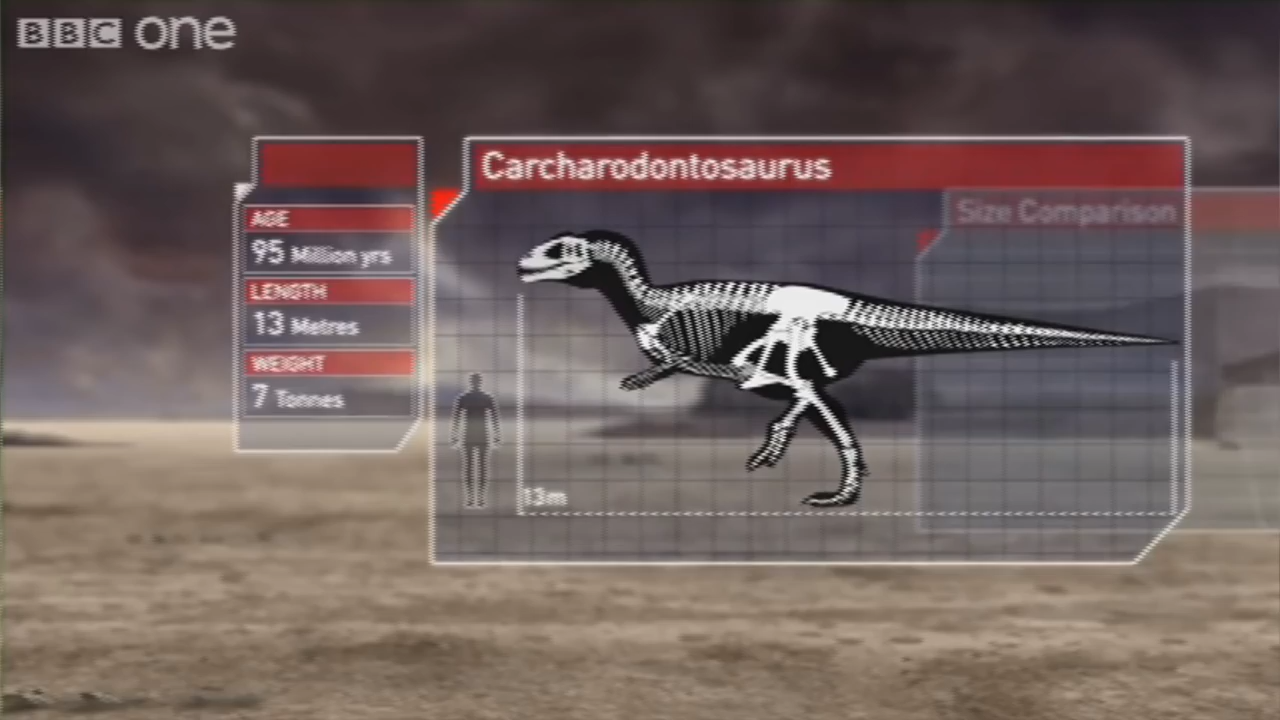 BBC one
Carcharodontosaurus
Size Comparison
AGE
95 Million yrs
LENGTH
13 Metres
WEIGHT
7 Tonnes
13m